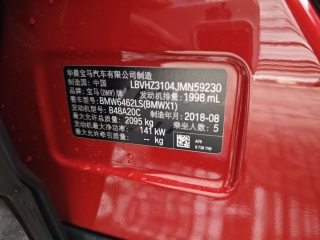 华晨宝马汽车有限公司制造
制造国: 中国 LBVHZ3104JMN59230
品牌: 宝马(BMW)牌 发动机排量: 1998 mL
整车型号: BMW6462LS(BMWX1)
发动机型号: B48A20C 制造年月: 2018-08
最大允许总质量: 2095 kg 乘坐人数: 5
发动机最大净功率: 141 kW
-- kg